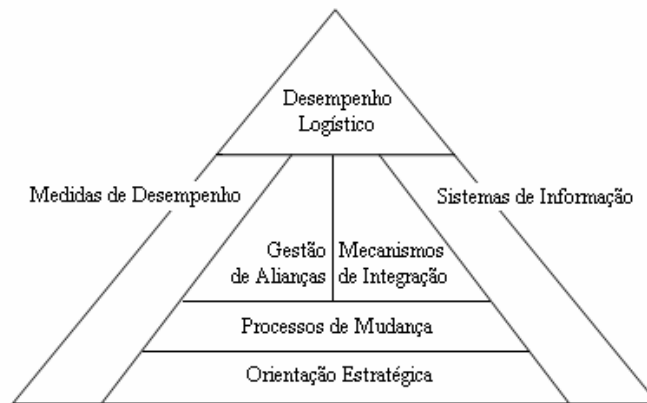 Desempenho
Logístico
Medidas de Desempenho
Sistemas de Informação
Gestão
de Alianças
Mecanismos
de Integração
Processos de Mudança
Orientação Estratégica